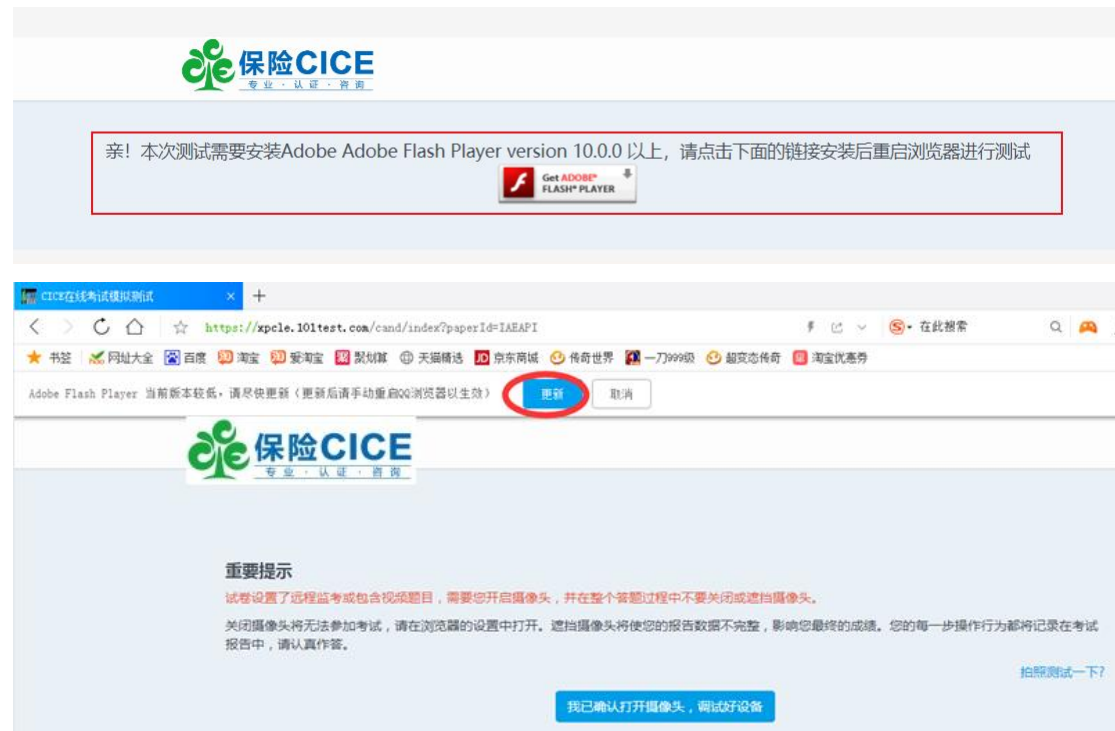 保险CICE
专业·认证·咨询
亲！本次测试需要安装Adobe Adobe Flash Player version 10.0.0 以上，请点击下面的链接安装后重启浏览器进行测试
Get ADOBE®
FLASH® PLAYER
CICE在线考试模拟测试
https://xpcle.101test.com/cand/index?paperId=IAEAPI
在此搜索
书签 网址大全 百度 淘宝 爱淘宝 聚划算 天猫精选 JD 京东商城 传奇世界 一刀999级 超变态传奇 淘宝优惠券
Adobe Flash Player 当前版本较低，请尽快更新（更新后请手动重启QQ浏览器以生效） 更新 取消
保险CICE
专业·认证·咨询
重要提示
试卷设置了远程监考或包含视频题目，需要您开启摄像头，并在整个答题过程中不要关闭或遮挡摄像头。
关闭摄像头将无法参加考试，请在浏览器的设置中打开。遮挡摄像头将使您的报告数据不完整，影响您最终的成绩。您的每一步操作行为都将记录在考试
报告中，请认真作答。
拍照测试一下?
我已确认打开摄像头，调试好设备